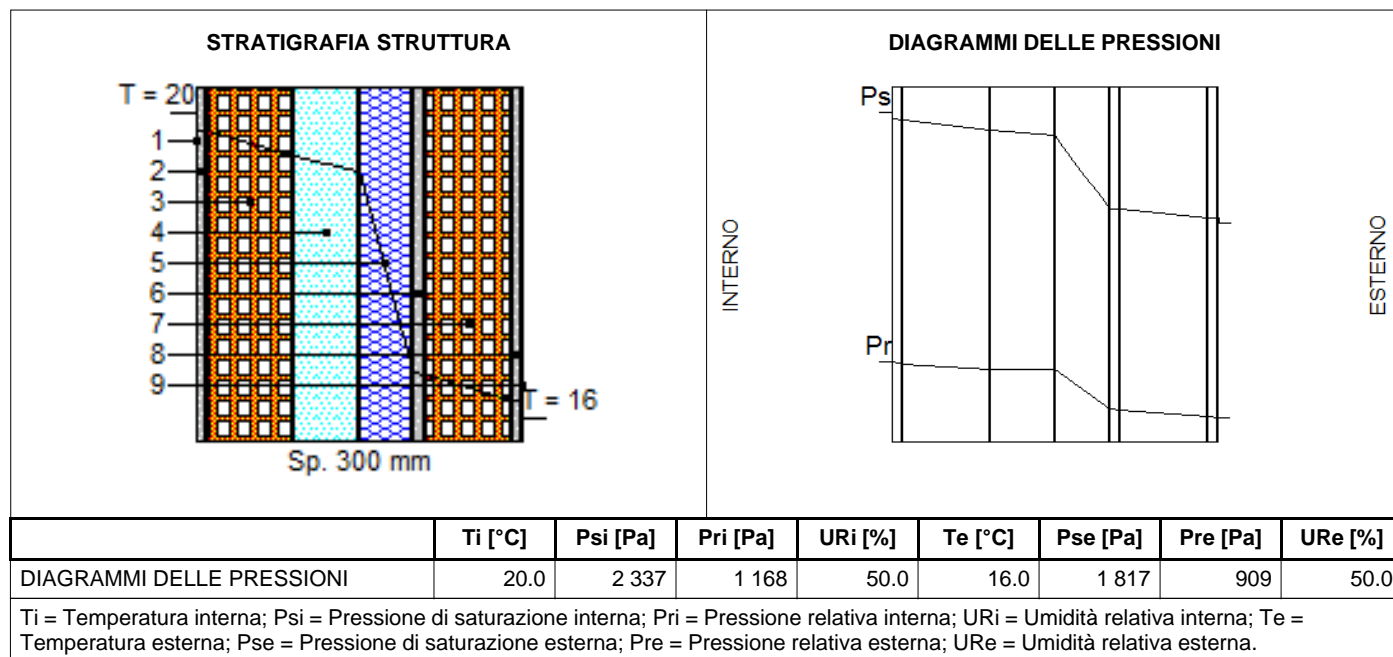 STRATIGRAFIA STRUTTURA
T = 20
1
2
3
4
5
6
7
8
9
T = 16
Sp. 300 mm
DIAGRAMMI DELLE PRESSIONI
Ps
Pr
INTERNO
ESTERNO
Ti [°C] Psi [Pa] Pri [Pa] URi [%] Te [°C] Pse [Pa] Pre [Pa] URe [%]
DIAGRAMMI DELLE PRESSIONI 20.0 2 337 1 168 50.0 16.0 1 817 909 50.0
Ti = Temperatura interna; Psi = Pressione di saturazione interna; Pri = Pressione relativa interna; URi = Umidità relativa interna; Te =
Temperatura esterna; Pse = Pressione di saturazione esterna; Pre = Pressione relativa esterna; URe = Umidità relativa esterna.